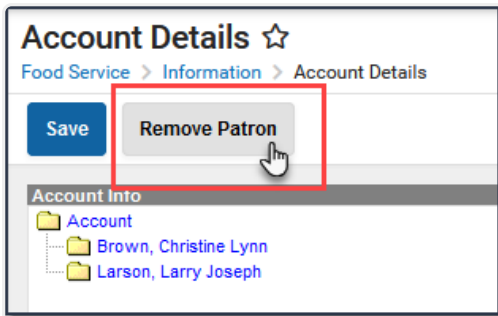 Account Details ☆
Food Service > Information > Account Details
Save Remove Patron
Account Info
Account
Brown, Christine Lynn
Larson, Larry Joseph